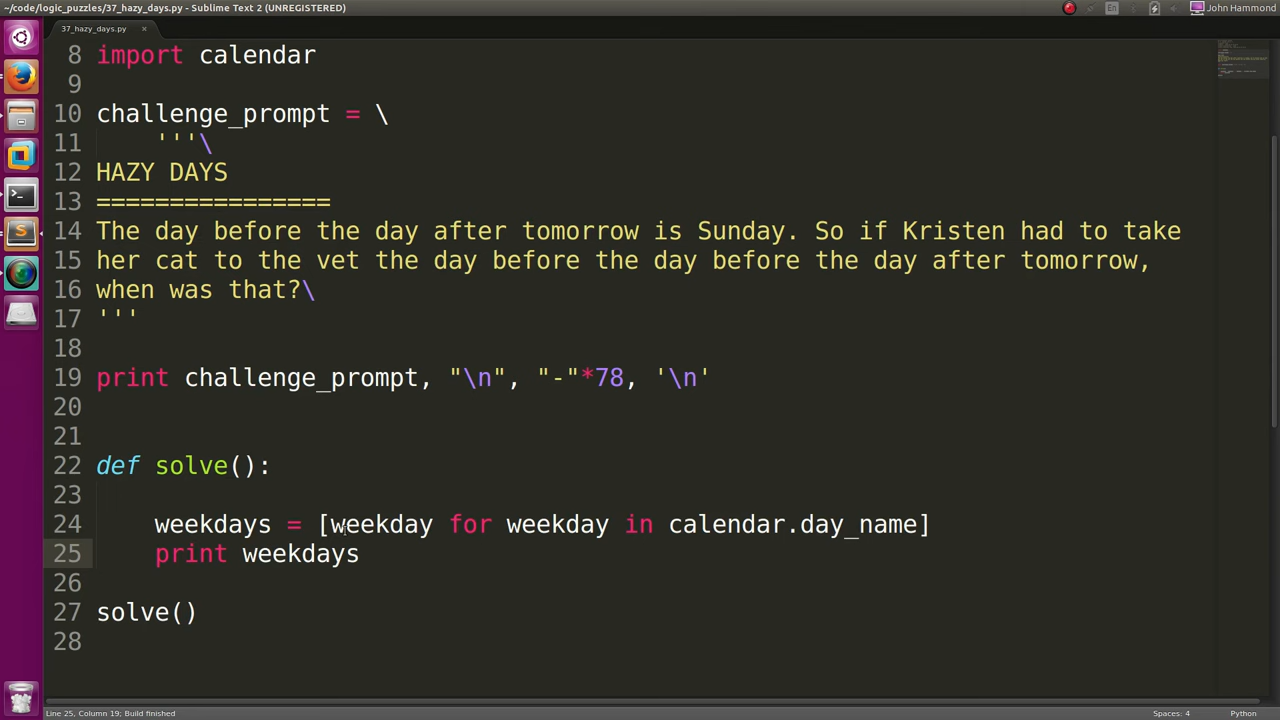 ~/code/logic_puzzles/37_hazy_days.py - Sublime Text 2 (UNREGISTERED)
En
John Hammond
37_hazy_days.py ×
8 import calendar
9
10 challenge_prompt = \
11 '''\
12 HAZY DAYS
13 ================
14 The day before the day after tomorrow is Sunday. So if Kristen had to take
15 her cat to the vet the day before the day before the day after tomorrow,
16 when was that?\
17 '''
18
19 print challenge_prompt, "\n", "-"*78, '\n'
20
21
22 def solve():
23
24 weekdays = [weekday for weekday in calendar.day_name]
25 print weekdays
26
27 solve()
28
Line 25, Column 19; Build finished
Spaces: 4
Python